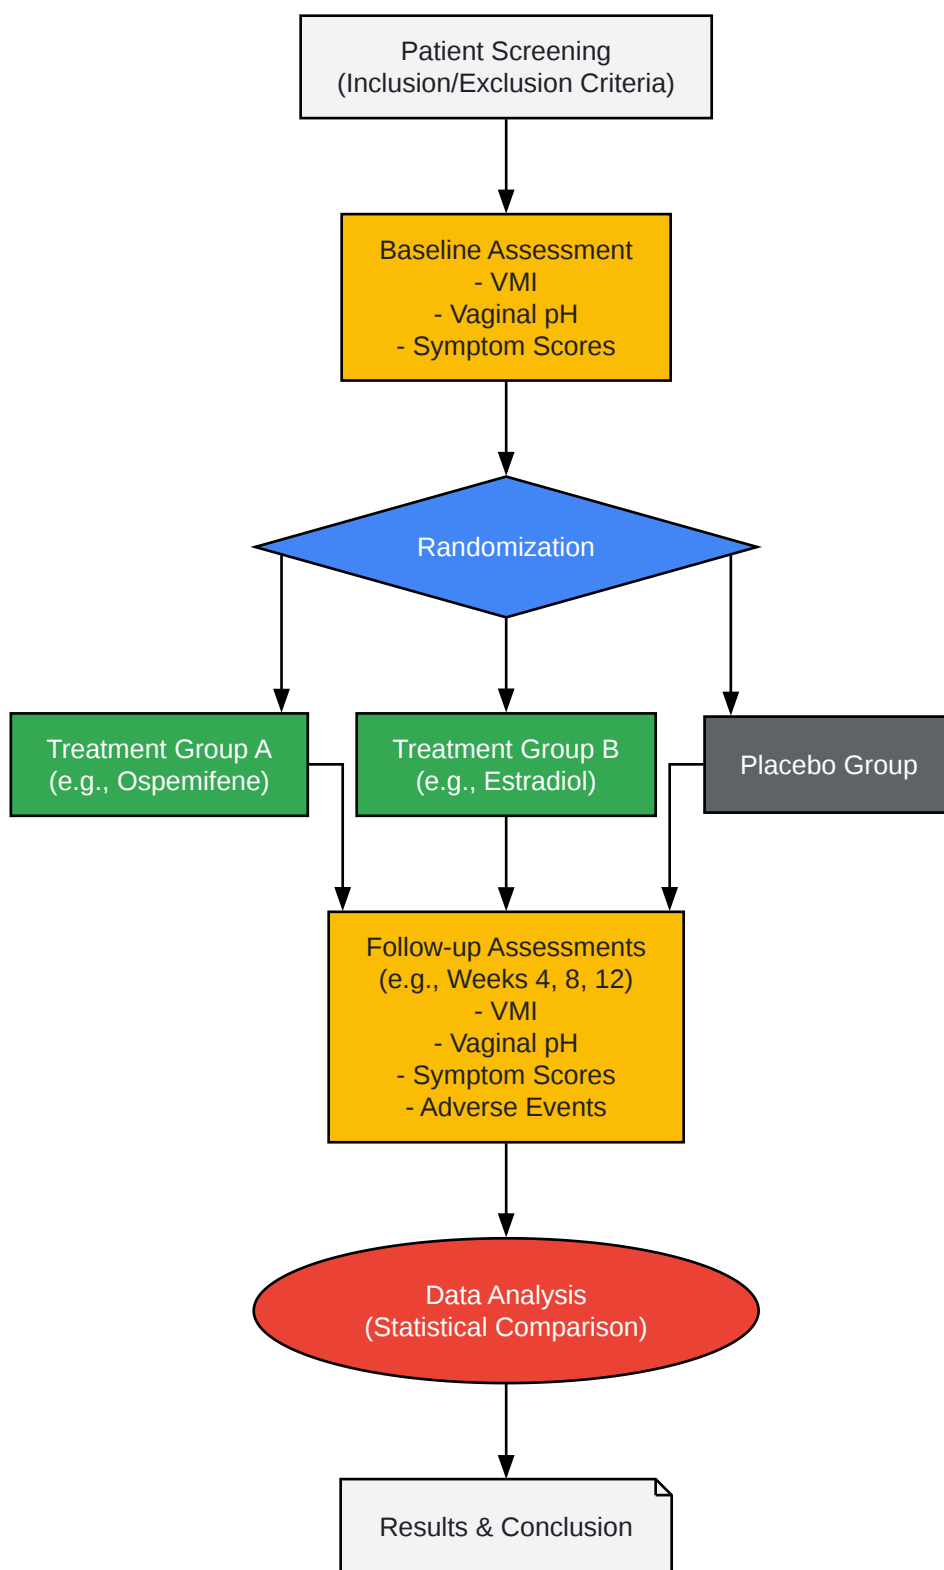 Patient Screening
(Inclusion/Exclusion Criteria)
Baseline Assessment
- VMI
- Vaginal pH
- Symptom Scores
Randomization
Treatment Group A
(e.g., Ospemifene)
Treatment Group B
(e.g., Estradiol)
Placebo Group
Follow-up Assessments
(e.g., Weeks 4, 8, 12)
- VMI
- Vaginal pH
- Symptom Scores
- Adverse Events
Data Analysis
(Statistical Comparison)
Results & Conclusion